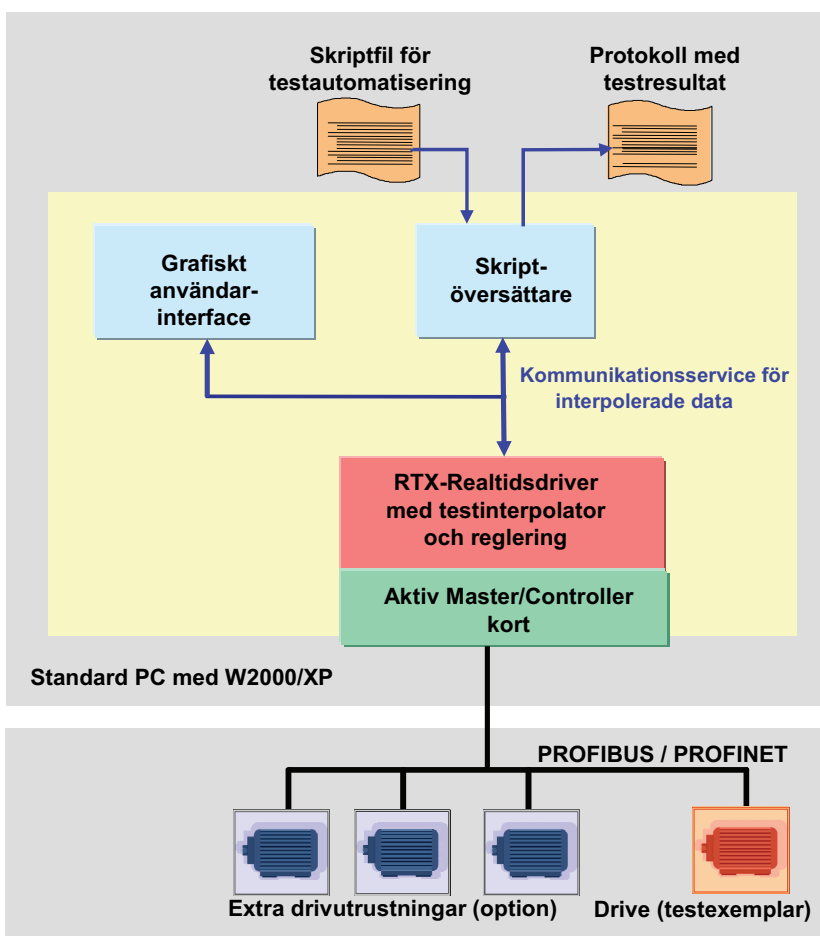 Skriptfil för
testautomatisering
Protokoll med
testresultat
Grafiskt
användar-
interface
Skript-
översättare
Kommunikationsservice för
interpolerade data
RTX-Realtidsdriver
med testinterpolator
och reglering
Aktiv Master/Controller
kort
Standard PC med W2000/XP
PROFIBUS / PROFINET
Extra drivutrustningar (option)
Drive (testexemplar)